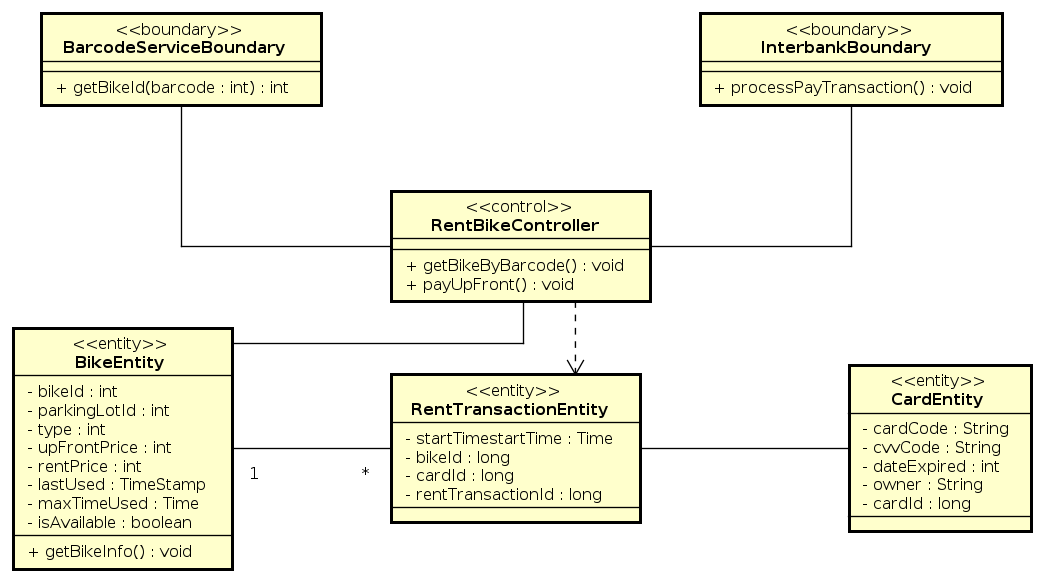 <<boundary>>
BarcodeServiceBoundary
+ getBikeId(barcode : int) : int
<<boundary>>
InterbankBoundary
+ processPayTransaction() : void
<<control>>
RentBikeController
+ getBikeByBarcode() : void
+ payUpFront() : void
<<entity>>
BikeEntity
- bikeId : int
- parkingLotId : int
- type : int
- upFrontPrice : int
- rentPrice : int
- lastUsed : TimeStamp
- maxTimeUsed : Time
- isAvailable : boolean
+ getBikeInfo() : void
1
*
<<entity>>
RentTransactionEntity
- startTimestartTime : Time
- bikeId : long
- cardId : long
- rentTransactionId : long
<<entity>>
CardEntity
- cardCode : String
- cvvCode : String
- dateExpired : int
- owner : String
- cardId : long